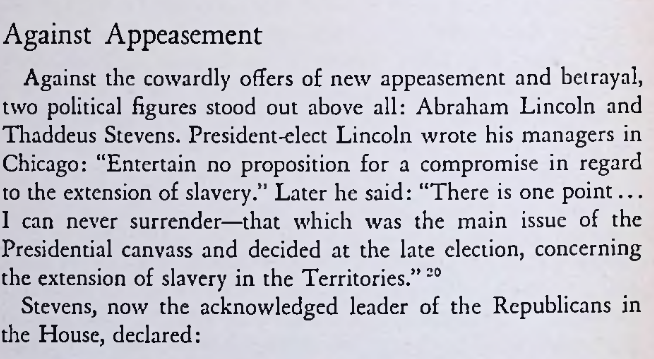 Against Appeasement
Against the cowardly offers of new appeasement and betrayal,
two political figures stood out above all: Abraham Lincoln and
Thaddeus Stevens. President-elect Lincoln wrote his managers in
Chicago: “Entertain no proposition for a compromise in regard
to the extension of slavery.” Later he said: “There is one point...
I can never surrender—that which was the main issue of the
Presidential canvass and decided at the late election, concerning
the extension of slavery in the Territories.” 20
Stevens, now the acknowledged leader of the Republicans in
the House, declared: